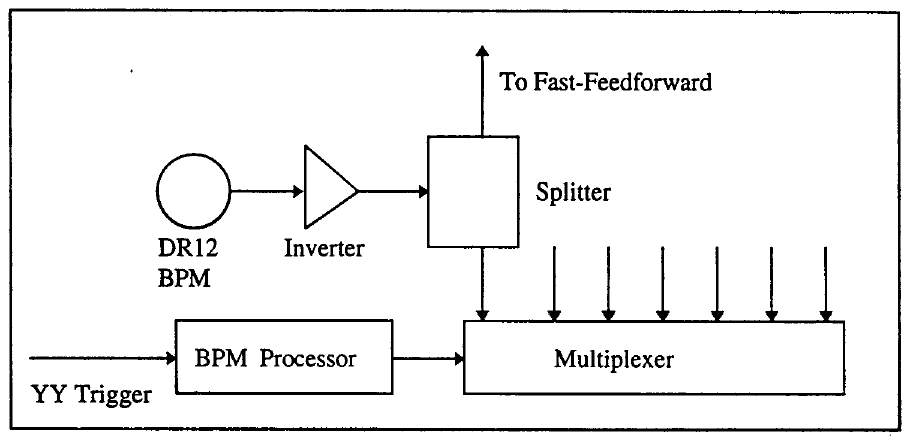 To Fast-Feedforward
Splitter
DR12
BPM
Inverter
BPM Processor
Multiplexer
YY Trigger